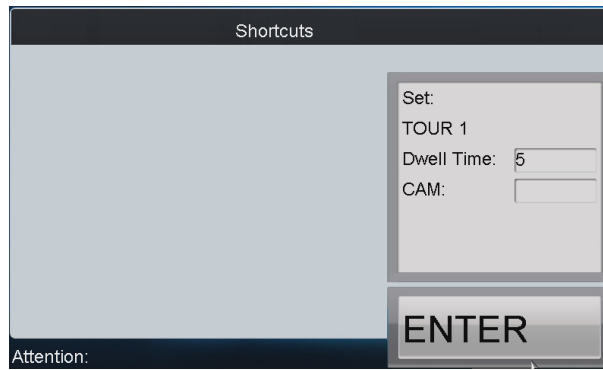 Shortcuts
Set:
TOUR 1
Dwell Time: 5
CAM:
ENTER
Attention: